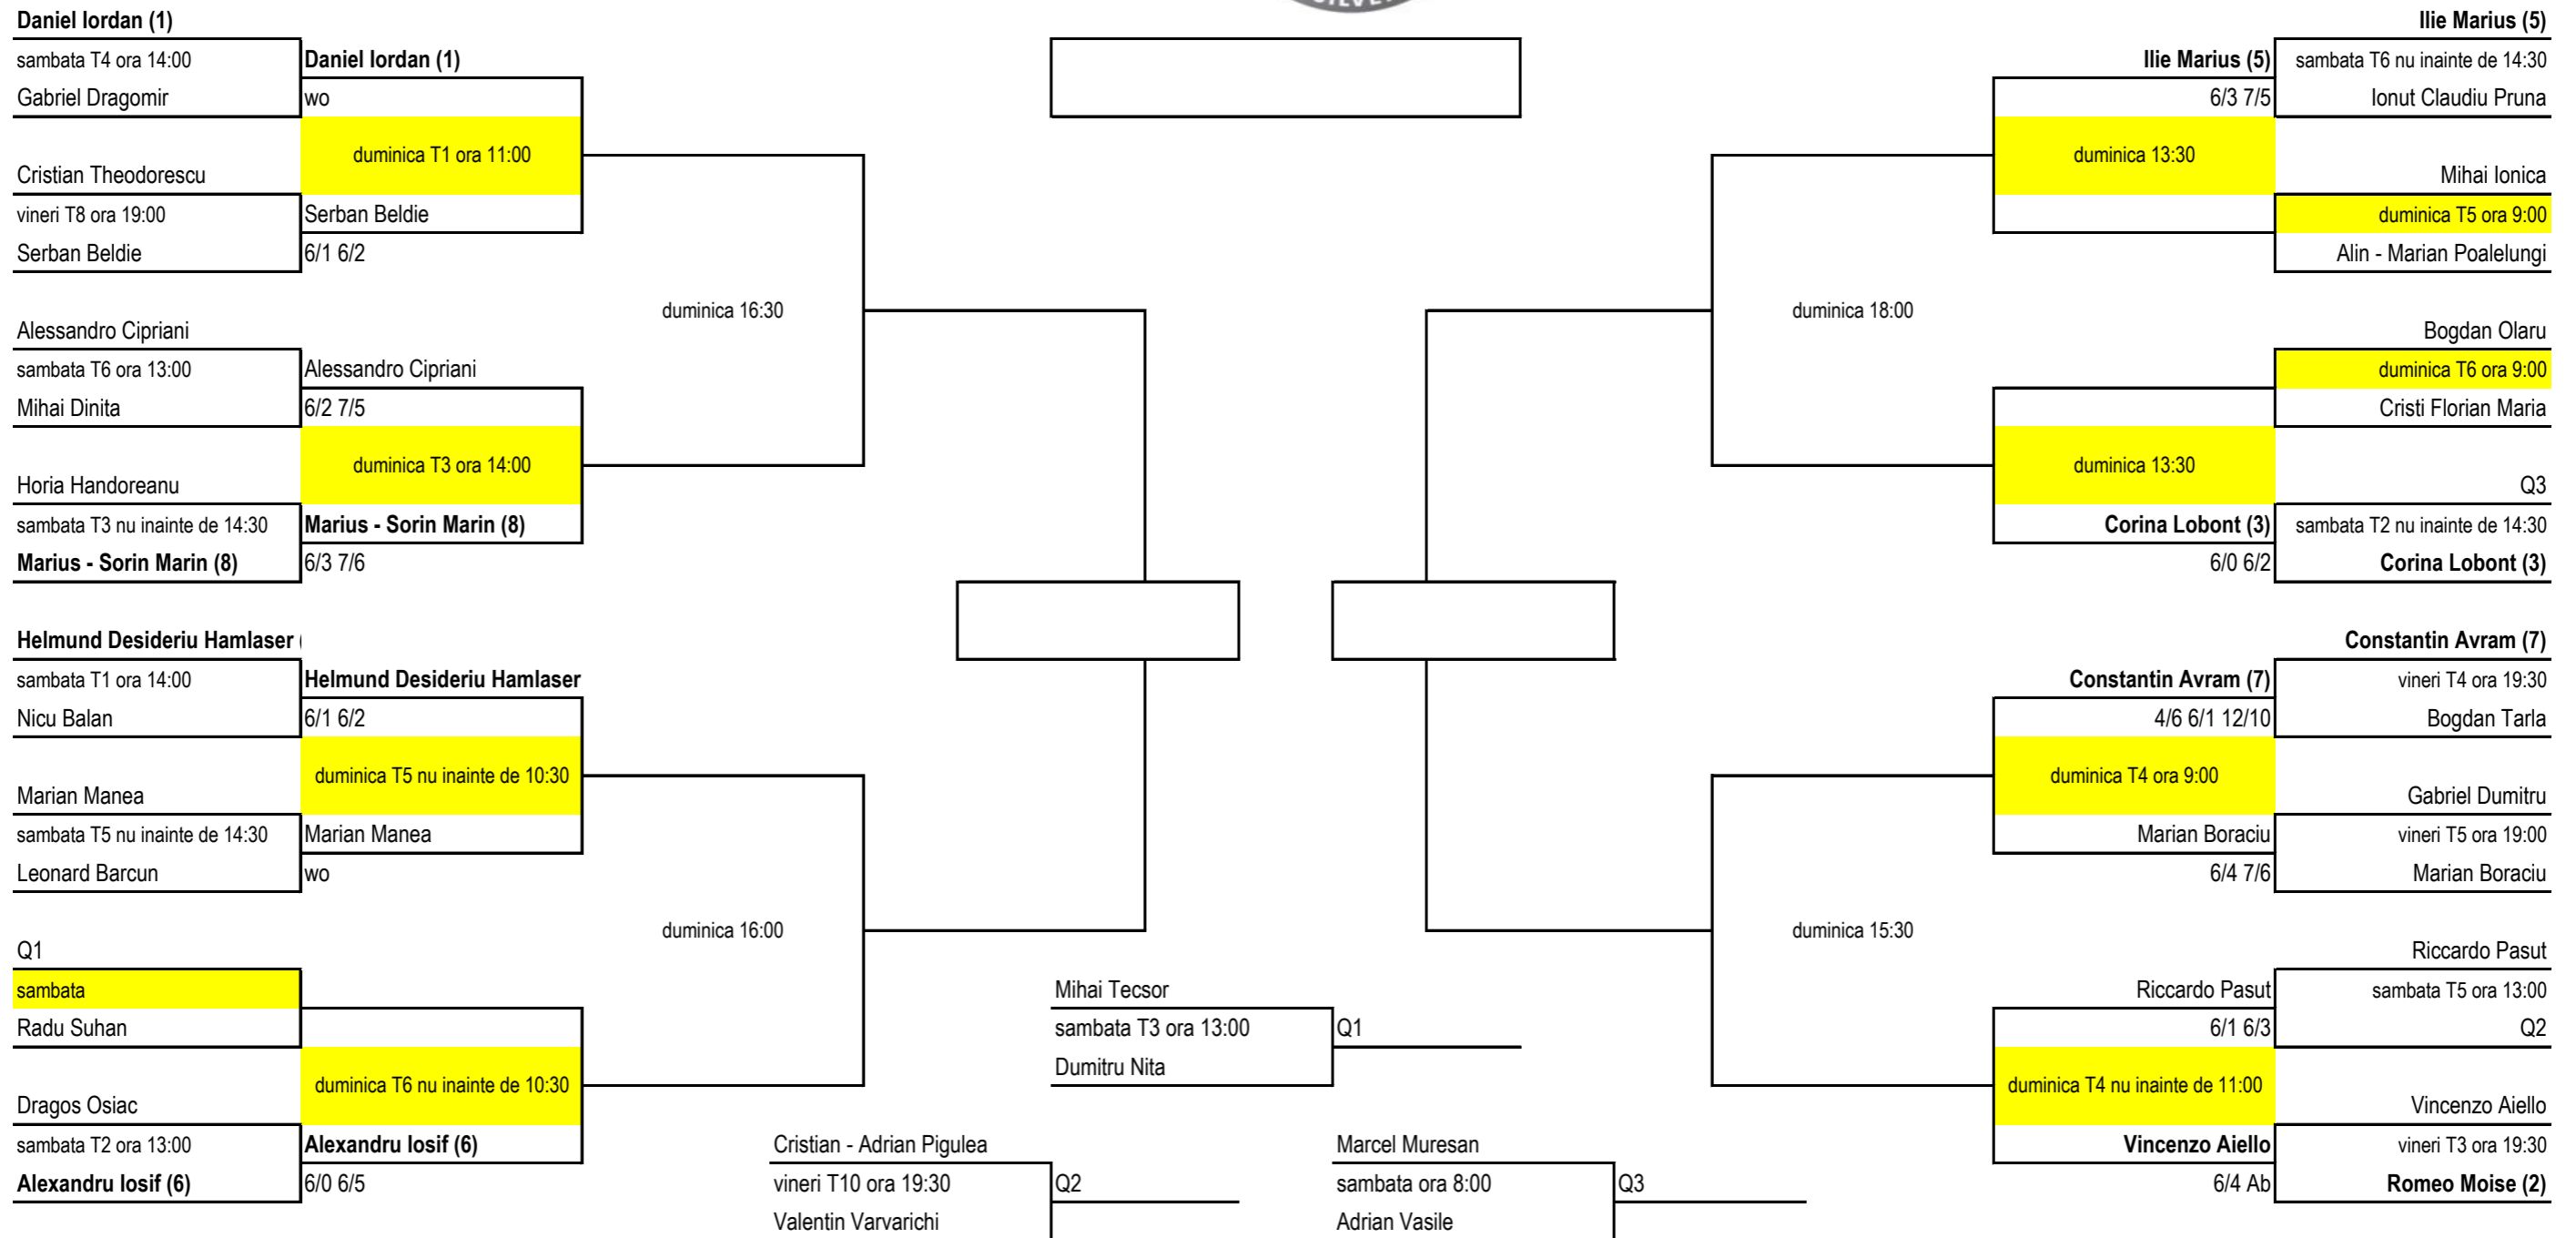 SILVER
Daniel Iordan (1)
sambata T4 ora 14:00
Gabriel Dragomir
Cristian Theodorescu
vineri T8 ora 19:00
Serban Beldie
Alessandro Cipriani
sambata T6 ora 13:00
Mihai Dinita
Horia Handoreanu
sambata T3 nu inainte de 14:30
Marius - Sorin Marin (8)
Helmund Desideriu Hamlaser (
sambata T1 ora 14:00
Nicu Balan
Marian Manea
sambata T5 nu inainte de 14:30
Leonard Barcun
Q1
sambata
Radu Suhan
Dragos Osiac
sambata T2 ora 13:00
Alexandru Iosif (6)
Daniel Iordan (1)
wo
duminica T1 ora 11:00
Serban Beldie
6/1 6/2
Alessandro Cipriani
6/2 7/5
duminica T3 ora 14:00
Marius - Sorin Marin (8)
6/3 7/6
Helmund Desideriu Hamlaser
6/1 6/2
duminica T5 nu inainte de 10:30
Marian Manea
wo
duminica T6 nu inainte de 10:30
Alexandru Iosif (6)
6/0 6/5
duminica 16:30
duminica 16:00
Mihai Tecsor
sambata T3 ora 13:00
Dumitru Nita
Q1
Cristian - Adrian Pigulea
vineri T10 ora 19:30
Valentin Varvarichi
Q2
Marcel Muresan
sambata ora 8:00
Adrian Vasile
Q3
duminica 18:00
duminica 15:30
Ilie Marius (5)
6/3 7/5
duminica 13:30
duminica 13:30
Corina Lobont (3)
6/0 6/2
Constantin Avram (7)
4/6 6/1 12/10
duminica T4 ora 9:00
Marian Boraciu
6/4 7/6
Riccardo Pasut
6/1 6/3
duminica T4 nu inainte de 11:00
Vincenzo Aiello
6/4 Ab
Ilie Marius (5)
sambata T6 nu inainte de 14:30
Ionut Claudiu Pruna
Mihai Ionica
duminica T5 ora 9:00
Alin - Marian Poalelungi
Bogdan Olaru
duminica T6 ora 9:00
Cristi Florian Maria
Q3
sambata T2 nu inainte de 14:30
Corina Lobont (3)
Constantin Avram (7)
vineri T4 ora 19:30
Bogdan Tarla
Gabriel Dumitru
vineri T5 ora 19:00
Marian Boraciu
Riccardo Pasut
sambata T5 ora 13:00
Q2
Vincenzo Aiello
vineri T3 ora 19:30
Romeo Moise (2)